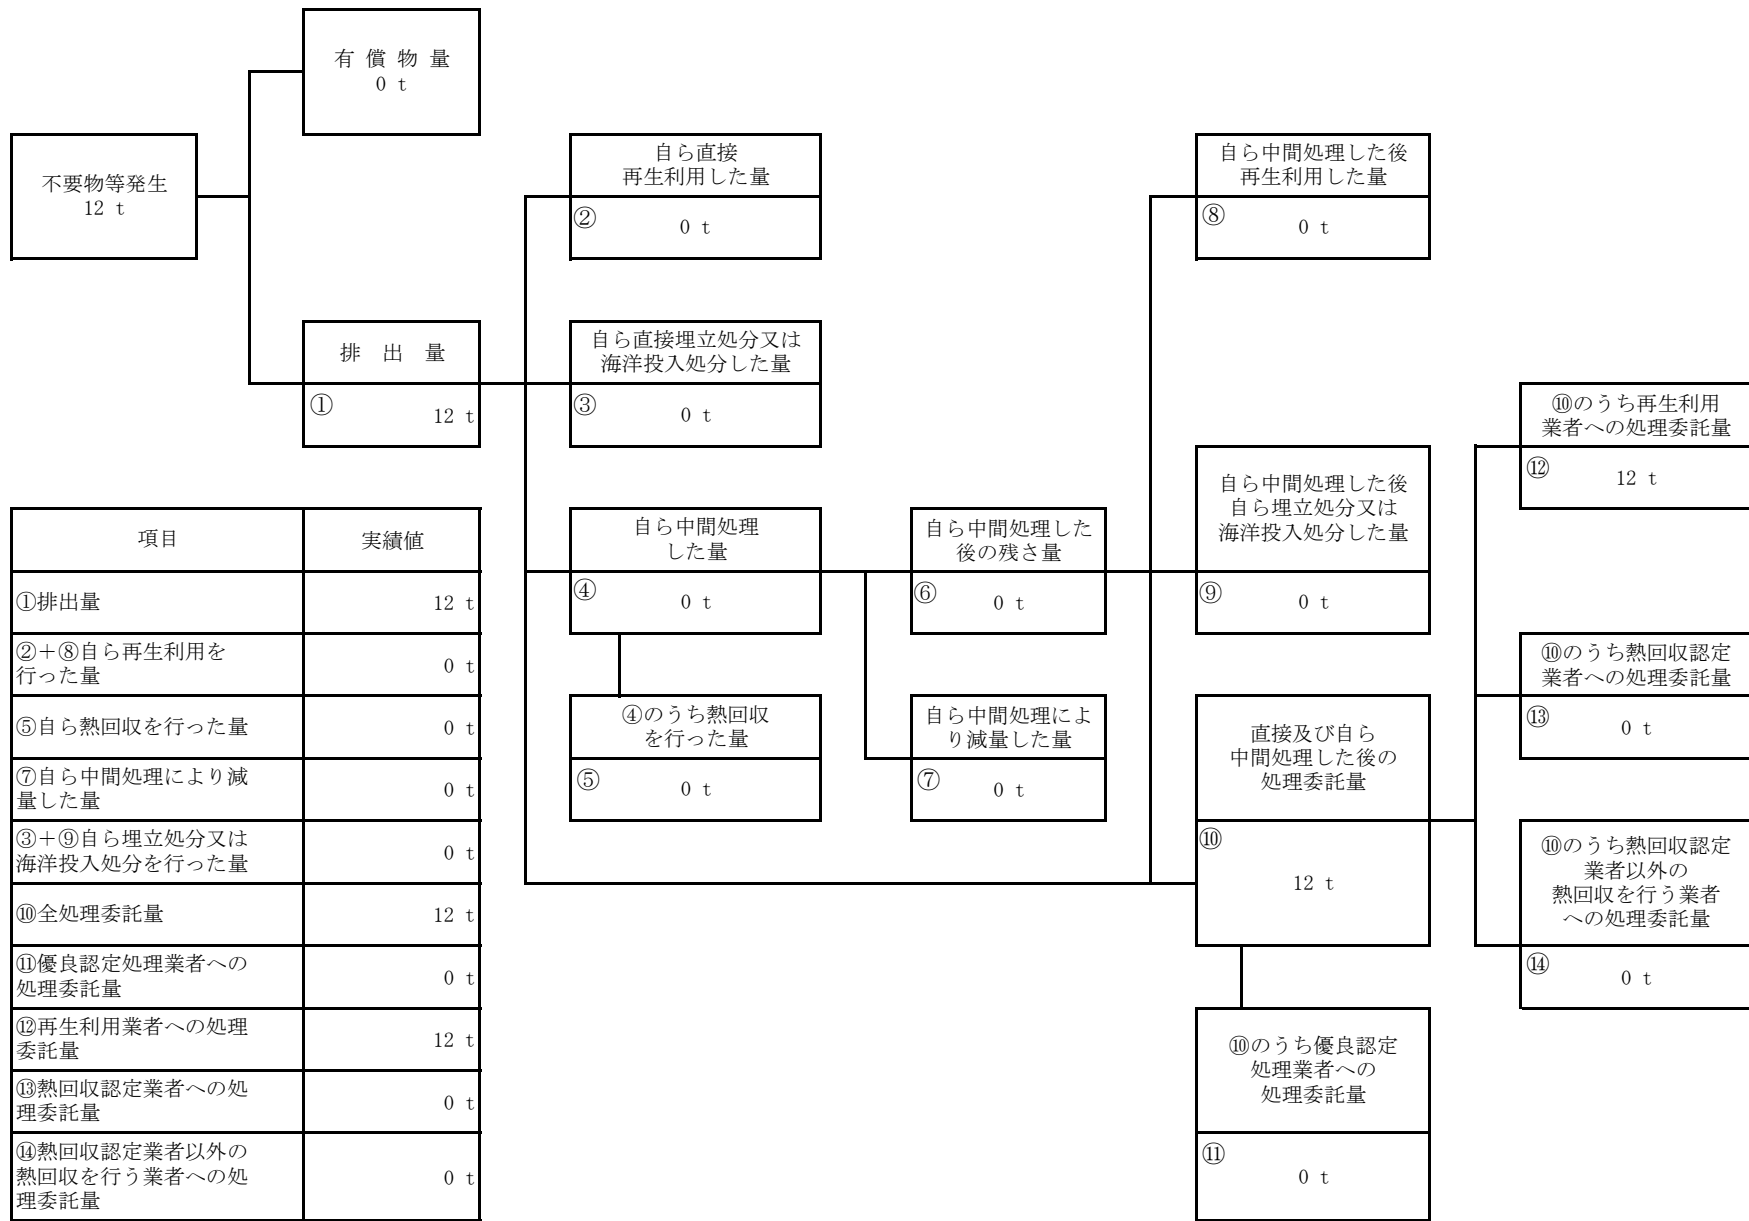 有 償 物 量
0 t
不要物等発生
12 t
自ら直接
再生利用した量
② 0 t
自ら中間処理した後
再生利用した量
⑧ 0 t
排 出 量
① 12 t
自ら直接埋立処分又は
海洋投入処分した量
③ 0 t
⑩のうち再生利用
業者への処理委託量
⑫ 12 t
自ら中間処理
した量
④ 0 t
自ら中間処理した
後の残さ量
⑥ 0 t
自ら中間処理した後
自ら埋立処分又は
海洋投入処分した量
⑨ 0 t
⑩のうち熱回収認定
業者への処理委託量
⑬ 0 t
④のうち熱回収
を行った量
⑤ 0 t
自ら中間処理によ
り減量した量
⑦ 0 t
直接及び自ら
中間処理した後の
処理委託量
⑩
12 t
⑩のうち熱回収認定
業者以外の
熱回収を行う業者
への処理委託量
⑭ 0 t
⑩のうち優良認定
処理業者への
処理委託量
⑪ 0 t
項目 実績値
①排出量 12 t
②＋⑧自ら再生利用を
行った量 0 t
⑤自ら熱回収を行った量 0 t
⑦自ら中間処理により減
量した量 0 t
③＋⑨自ら埋立処分又は
海洋投入処分を行った量 0 t
⑩全処理委託量 12 t
⑪優良認定処理業者への
処理委託量 0 t
⑫再生利用業者への処理
委託量 12 t
⑬熱回収認定業者への処
理委託量 0 t
⑭熱回収認定業者以外の
熱回収を行う業者への処
理委託量 0 t